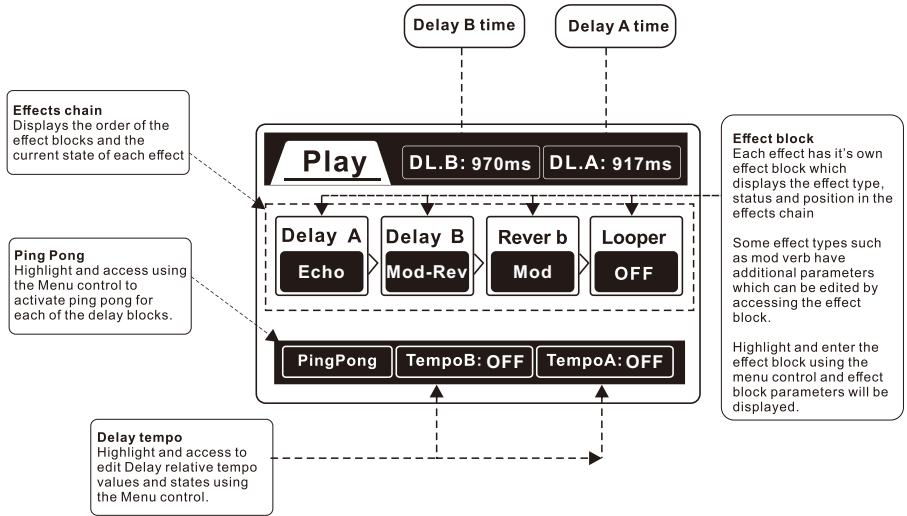 Delay B time
Delay A time
Effects chain
Displays the order of the
effect blocks and the
current state of each effect
Play
DL.B: 970ms
DL.A: 917ms
Effect block
Each effect has it's own
effect block which
displays the effect type,
status and position in the
effects chain
Some effect types such
as mod verb have
additional parameters
which can be edited by
accessing the effect
block.
Highlight and enter the
effect block using the
menu control and effect
block parameters will be
displayed.
Delay A
Echo
Delay B
Mod-Rev
Rever b
Mod
Looper
OFF
Ping Pong
Highlight and access using
the Menu control to
activate ping pong for
each of the delay blocks.
PingPong
TempoB: OFF
TempoA: OFF
Delay tempo
Highlight and access to
edit Delay relative tempo
values and states using
the Menu control.